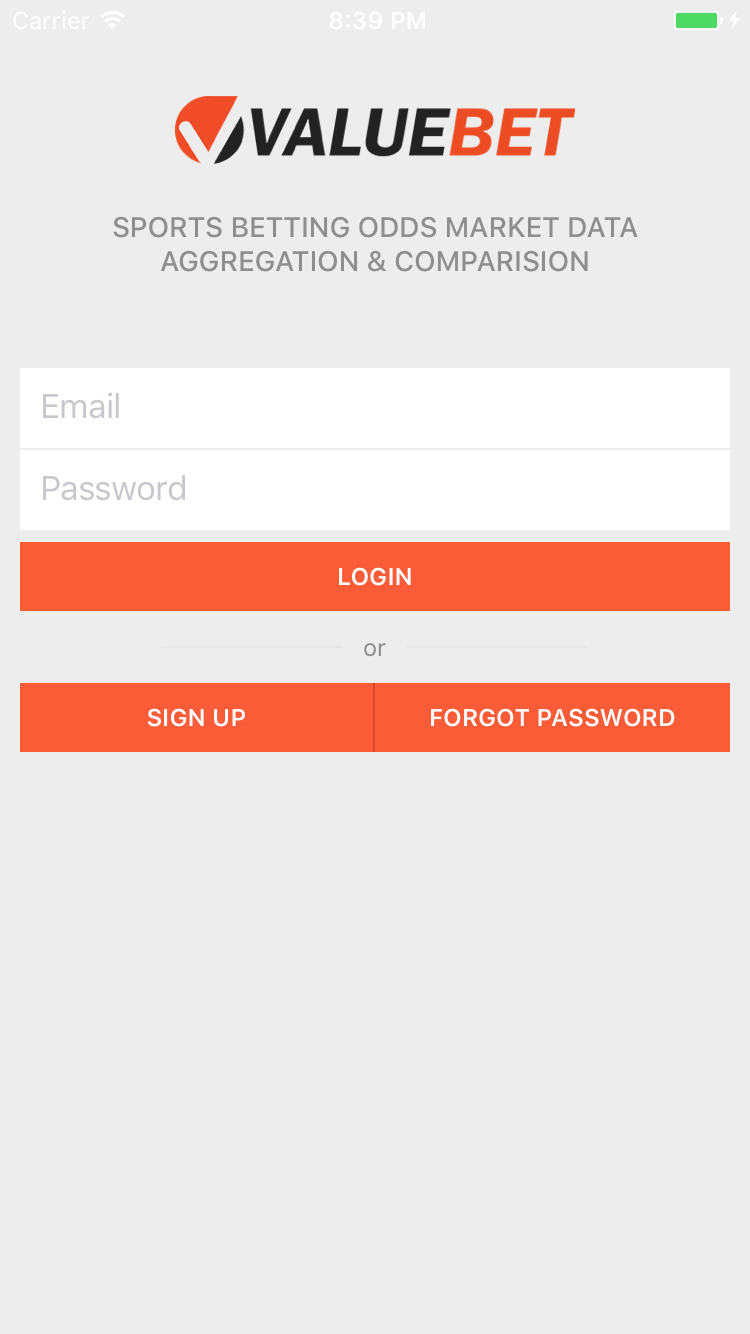 Carrier 8:39 PM
VALUEBET
SPORTS BETTING ODDS MARKET DATA
AGGREGATION & COMPARISION
Email
Password
LOGIN
or
SIGN UP FORGOT PASSWORD